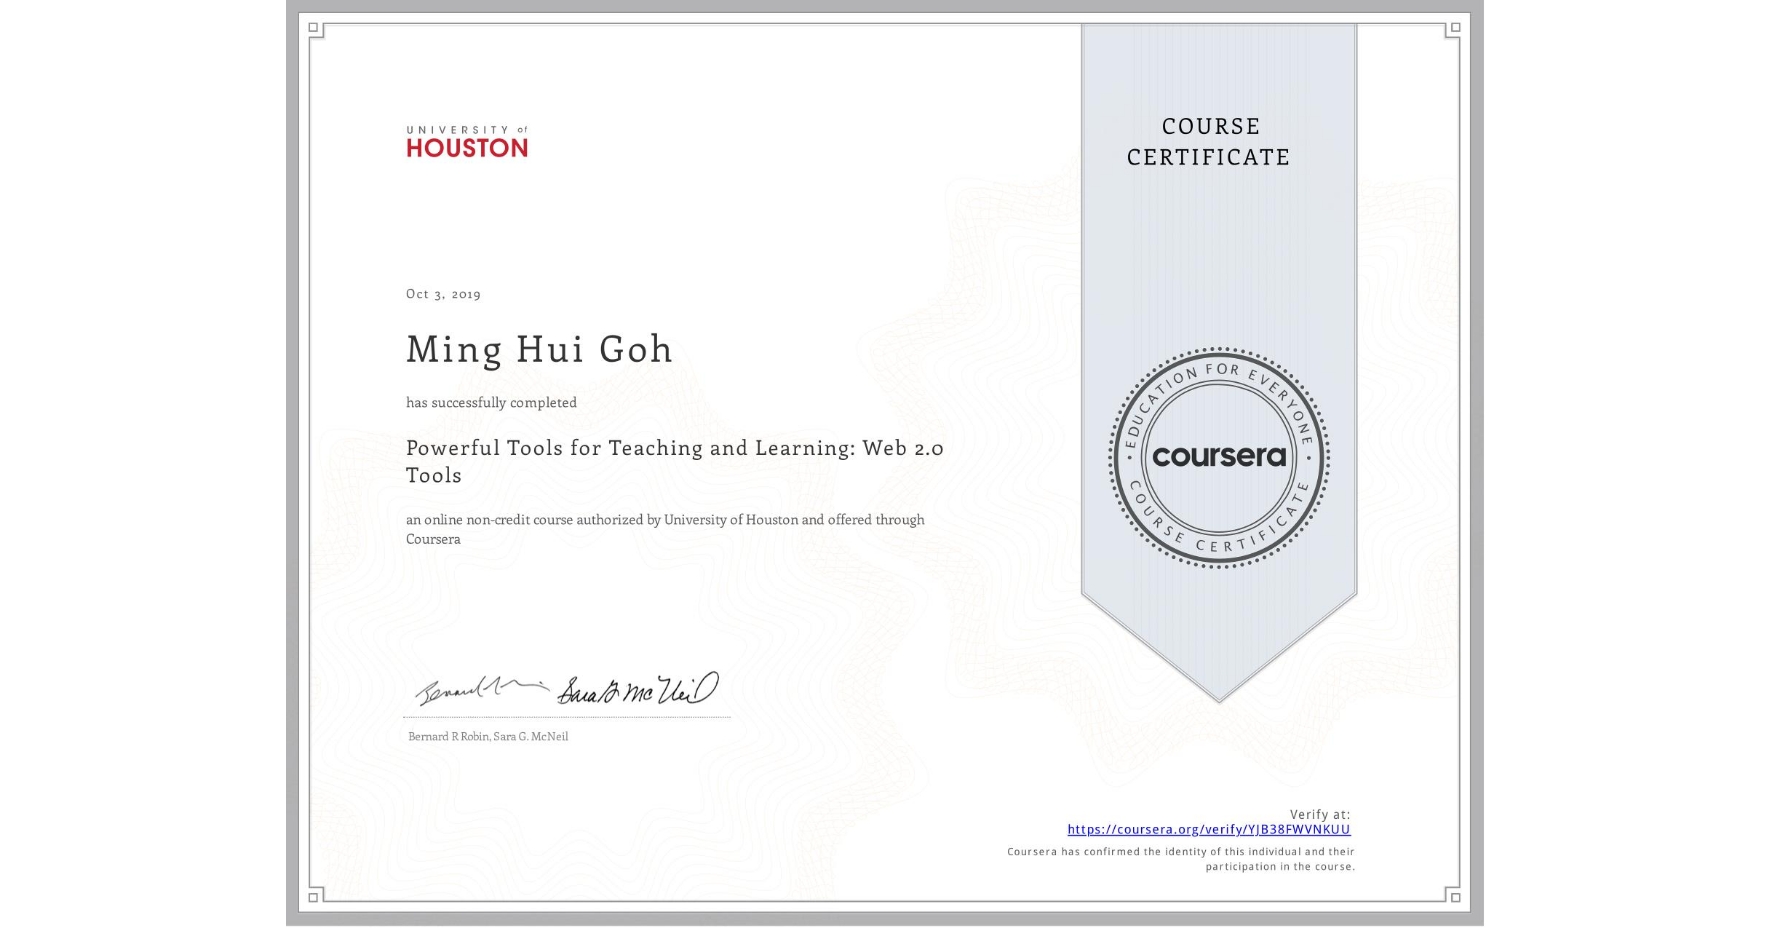 UNIVERSITY of
HOUSTON
COURSE
CERTIFICATE
Oct 3, 2019
Ming Hui Goh
has successfully completed
Powerful Tools for Teaching and Learning: Web 2.0
Tools
an online non-credit course authorized by University of Houston and offered through
Coursera
EDUCATION FOR EVERYONE
coursera
COURSE CERTIFICATE
Sara G McNeil
Bernard R Robin, Sara G. McNeil
Verify at:
https://coursera.org/verify/YJB38FWVNKUU
Coursera has confirmed the identity of this individual and their
participation in the course.